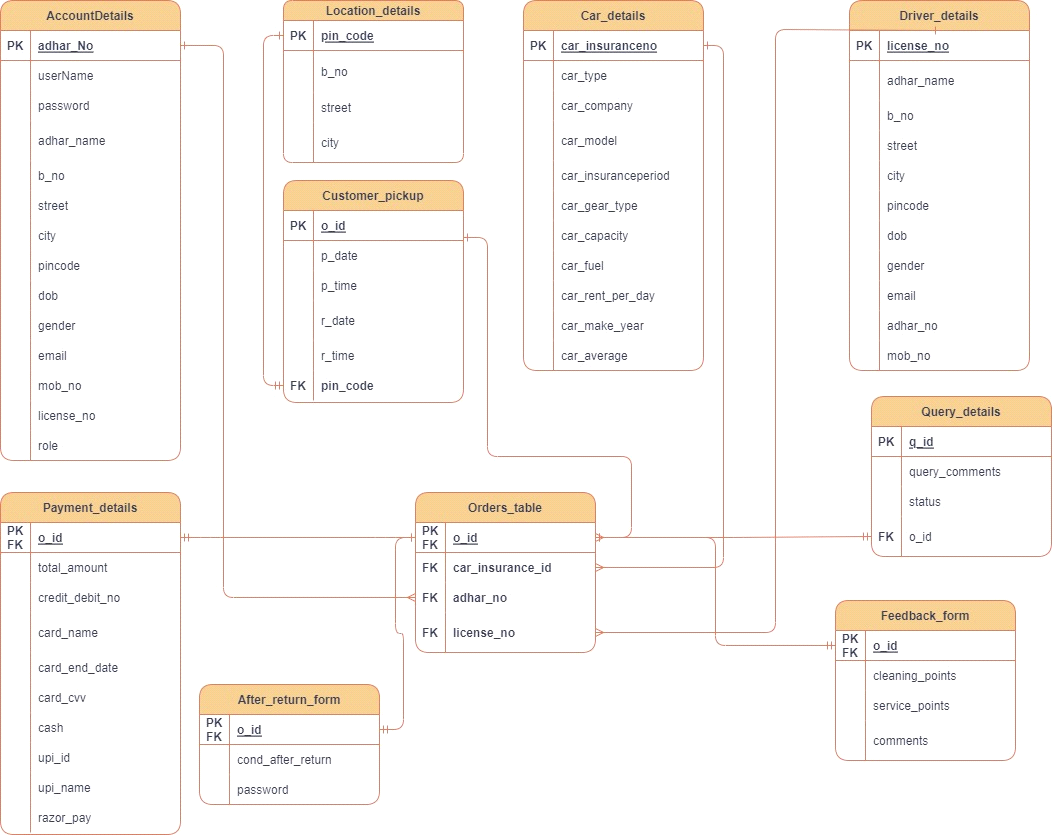 AccountDetails
PK adhar_No
userName
password
adhar_name
b_no
street
city
pincode
dob
gender
email
mob_no
license_no
role
Location_details
PK pin_code
b_no
street
city
Customer_pickup
PK o_id
p_date
p_time
r_date
r_time
FK pin_code
Car_details
PK car_insuranceno
car_type
car_company
car_model
car_insuranceperiod
car_gear_type
car_capacity
car_fuel
car_rent_per_day
car_make_year
car_average
Driver_details
PK license_no
adhar_name
b_no
street
city
pincode
dob
gender
email
adhar_no
mob_no
Query_details
PK q_id
query_comments
status
FK o_id
Payment_details
PK
FK o_id
total_amount
credit_debit_no
card_name
card_end_date
card_cvv
cash
upi_id
upi_name
razor_pay
Orders_table
PK
FK o_id
FK car_insurance_id
FK adhar_no
FK license_no
After_return_form
PK
FK o_id
cond_after_return
password
Feedback_form
PK
FK o_id
cleaning_points
service_points
comments